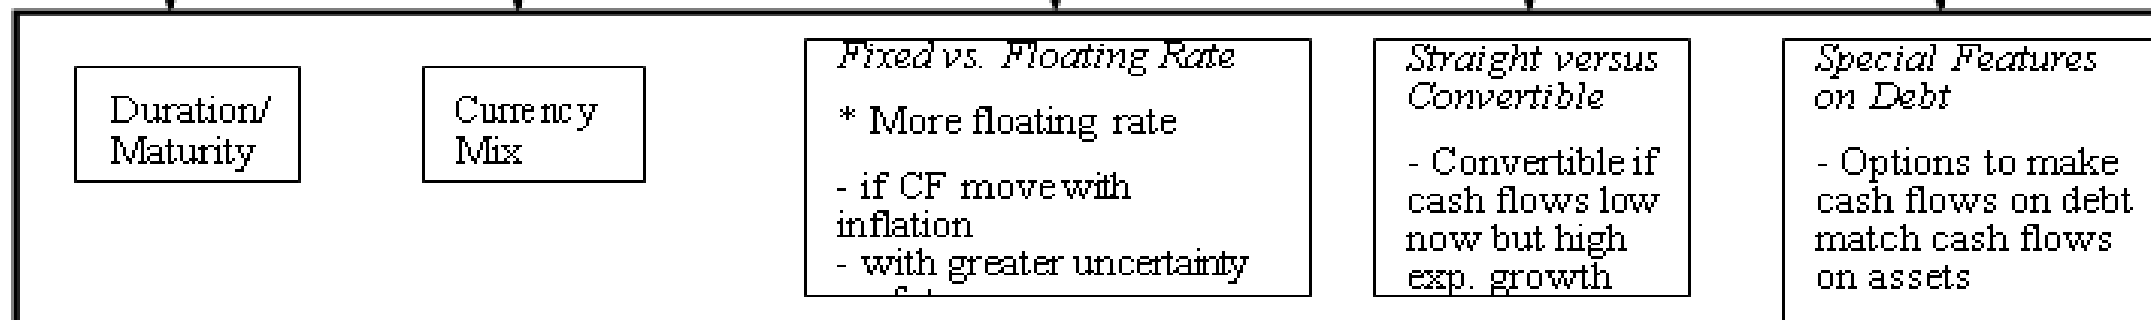 Duration/
Maturity
Currency
Mix
Fixed vs. Floating Rate
* More floating rate
- if CF move with
inflation
- with greater uncertainty
Straight versus
Convertible
- Convertible if
cash flows low
now but high
exp. growth
Special Features
on Debt
- Options to make
cash flows on debt
match cash flows
on assets